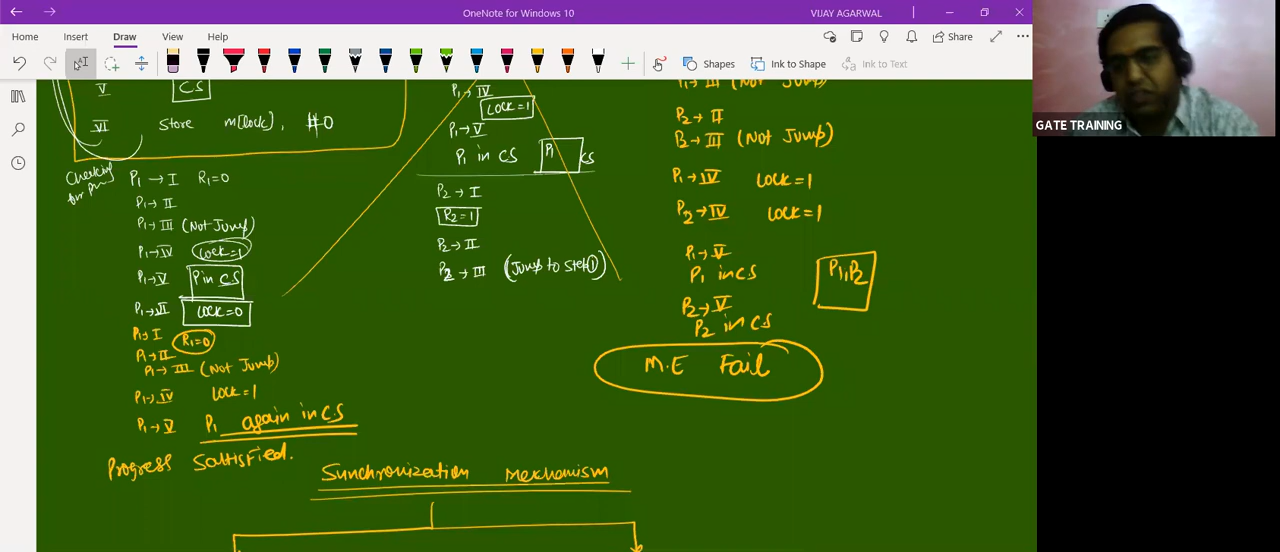 OneNote for Windows 10
VIJAY AGARWAL
Home Insert Draw View Help
Share
Shapes Ink to Shape Ink to Text
GATE TRAINING
V CS
VI Store m[lock], #0
Checking
P1 → I R1=0
P1 → II
P1 → III (Not Jump)
P1 → IV Lock=1
P1 → V P in CS
P1 → VI Lock=0
P1 → I
P1 → II R1=0
P1 → III (Not Jump)
P1 → IV Lock=1
P1 → V P1 again in C.S
Progress Saltisfied.
P1 → IV
Lock=1
P1 → V
P1 in CS P1 CS
P2 → I
R2=1
P2 → II
P2 → III (Jump to Step 1)
P1 → III (Not Jump)
P2 → II
P2 → III (Not Jump)
P1 → IV Lock=1
P2 → IV Lock=1
P1 → V
P1 in CS
P1, P2
P2 → V
P2 in CS
M.E Fail
Synchronization Mechanism